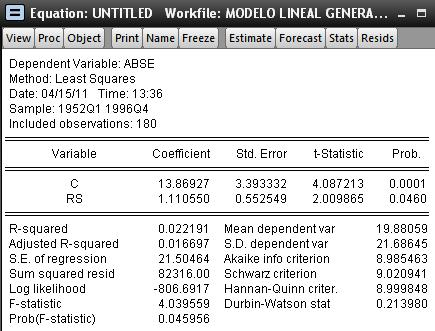 Equation: UNTITLED Workfile: MODELO LINEAL GENERA...
View Proc Object Print Name Freeze Estimate Forecast Stats Resids
Dependent Variable: ABSE
Method: Least Squares
Date: 04/15/11 Time: 13:36
Sample: 1952Q1 1996Q4
Included observations: 180
Variable Coefficient Std. Error t-Statistic Prob.
C 13.86927 3.393332 4.087213 0.0001
RS 1.110550 0.552549 2.009865 0.0460
R-squared 0.022191 Mean dependent var 19.88059
Adjusted R-squared 0.016697 S.D. dependent var 21.68645
S.E. of regression 21.50464 Akaike info criterion 8.985463
Sum squared resid 82316.00 Schwarz criterion 9.020941
Log likelihood -806.6917 Hannan-Quinn criter. 8.999848
F-statistic 4.039559 Durbin-Watson stat 0.213980
Prob(F-statistic) 0.045956